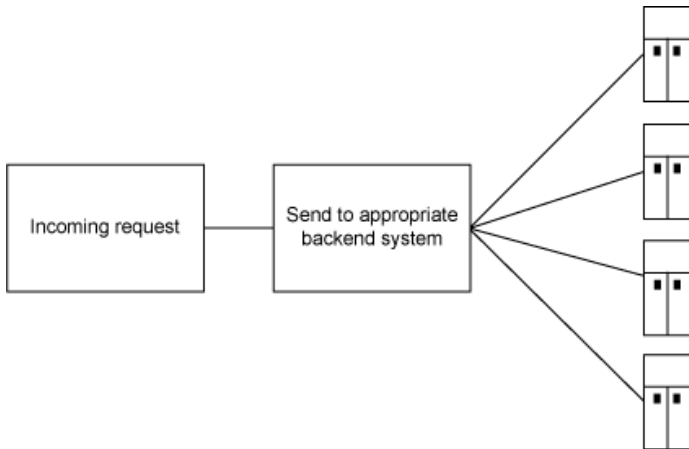 Incoming request
Send to appropriate
backend system